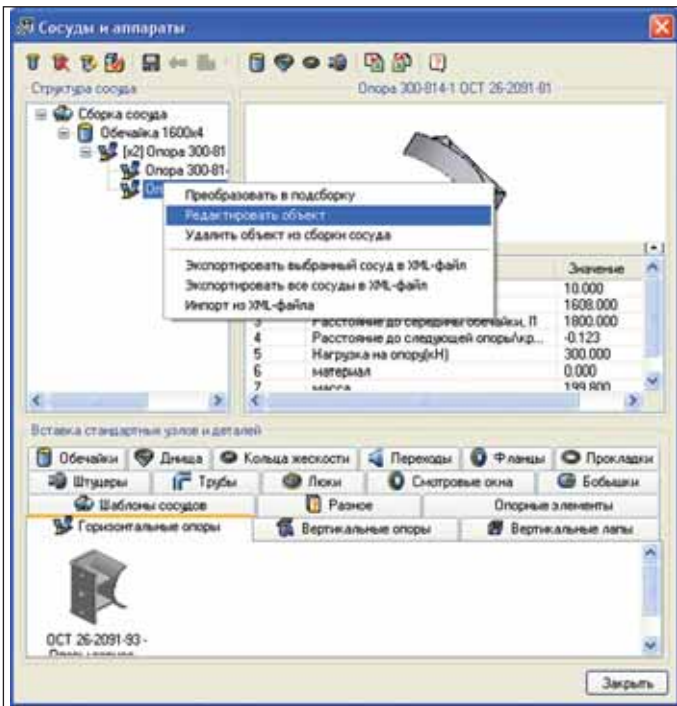 Сосуды и аппараты
Структура сосуда
Опора 300-814-1 ОСТ 26-2091-81
Сборка сосуда
Обечайка 1600x4
[x2] Опора 300-81
Опора 300-81-
Преобразовать в подсборку
Редактировать объект
Удалить объект из сборки сосуда
Экспортировать выбранный сосуд в XML-файл
Экспортировать все сосуды в XML-файл
Импорт из XML-файла
Значение
10.000
1608.000
3 Расстояние до середины обечайки, l1 1800.000
4 Расстояние до следующей опоры\кр... -0.123
5 Нагрузка на опору(кН) 300.000
6 материал 0.000
7 масса 199.800
Вставка стандартных узлов и деталей
Обечайки Днища Кольца жескости Переходы Фланцы Прокладки
Штуцеры Трубы Люки Смотровые окна Бобышки
Шаблоны сосудов Разное Опорные элементы
Горизонтальные опоры Вертикальные опоры Вертикальные лапы
ОСТ 26-2091-93 -
Закрыть